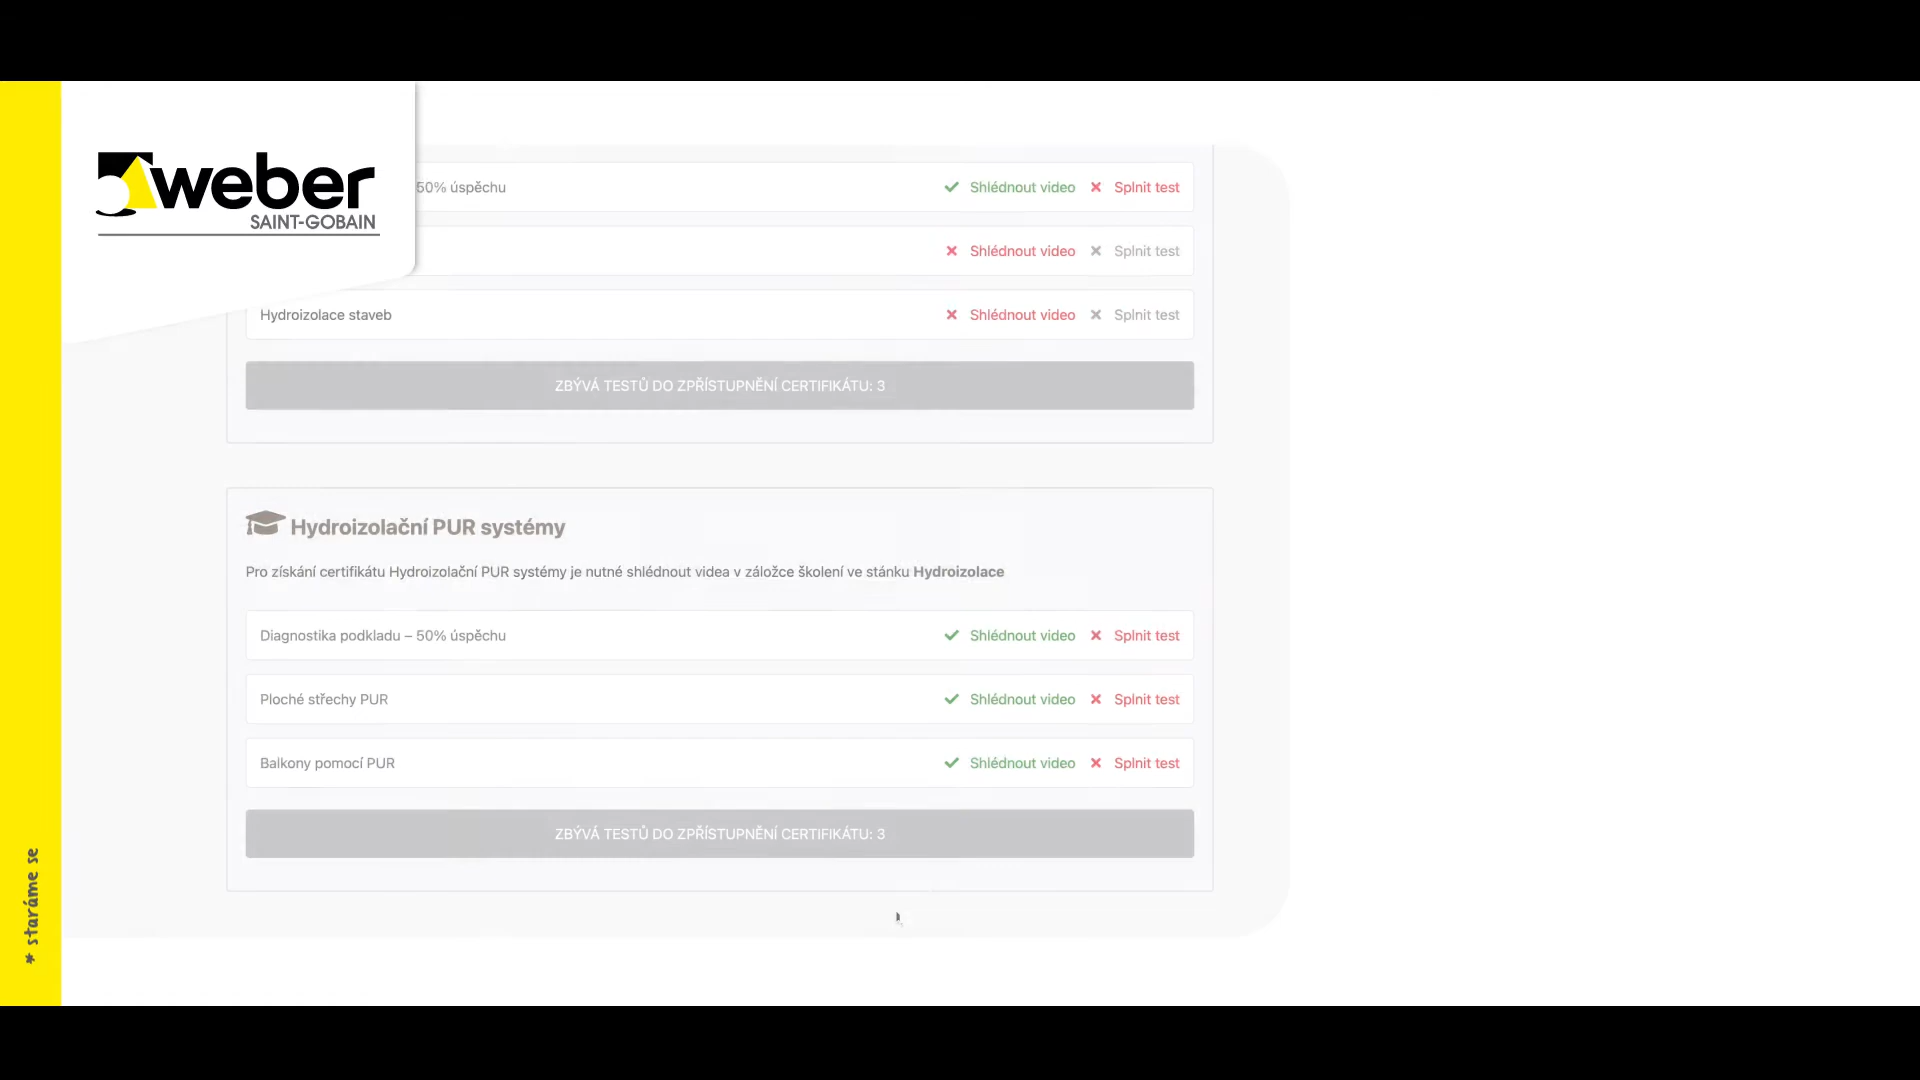 weber
SAINT-GOBAIN
50% úspěchu Shlédnout video Splnit test
Shlédnout video Splnit test
Hydroizolace staveb Shlédnout video Splnit test
ZBÝVÁ TESTŮ DO ZPŘÍSTUPNĚNÍ CERTIFIKÁTU: 3
Hydroizolační PUR systémy
Pro získání certifikátu Hydroizolační PUR systémy je nutné shlédnout videa v záložce školení ve stánku Hydroizolace
Diagnostika podkladu – 50% úspěchu Shlédnout video Splnit test
Ploché střechy PUR Shlédnout video Splnit test
Balkony pomocí PUR Shlédnout video Splnit test
ZBÝVÁ TESTŮ DO ZPŘÍSTUPNĚNÍ CERTIFIKÁTU: 3
* staráme se